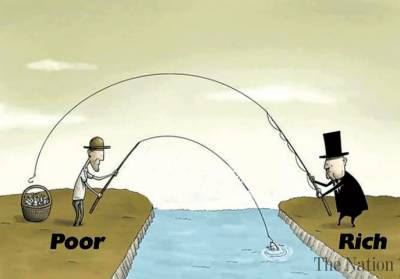 Poor
Rich
The Nation